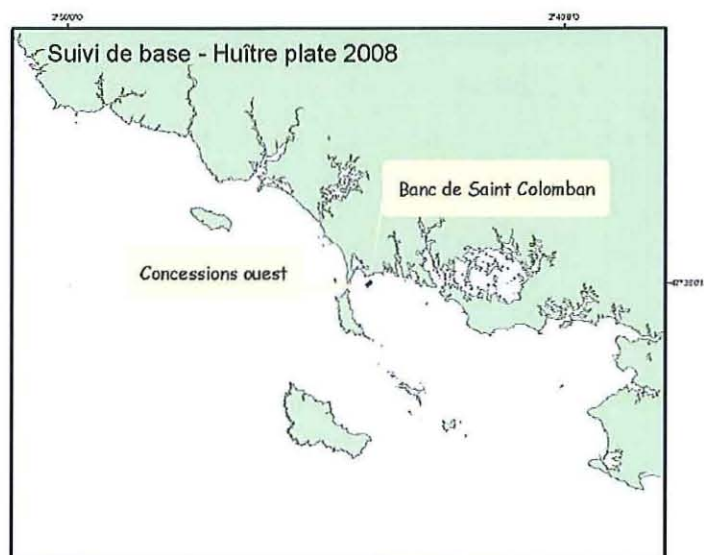 Suivi de base - Huître plate 2008
Banc de Saint Colomban
Concessions ouest